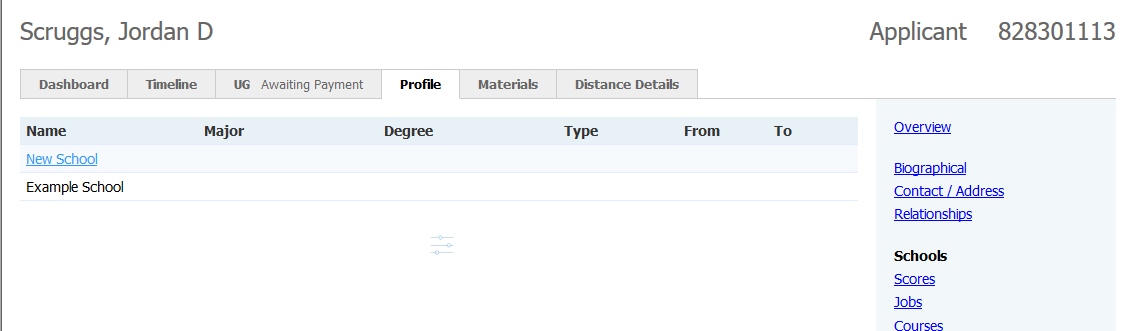 Scruggs, Jordan D
Applicant 828301113
Dashboard Timeline UG Awaiting Payment Profile Materials Distance Details
Name Major Degree Type From To
New School
Example School
Overview
Biographical
Contact / Address
Relationships
Schools
Scores
Jobs
Courses